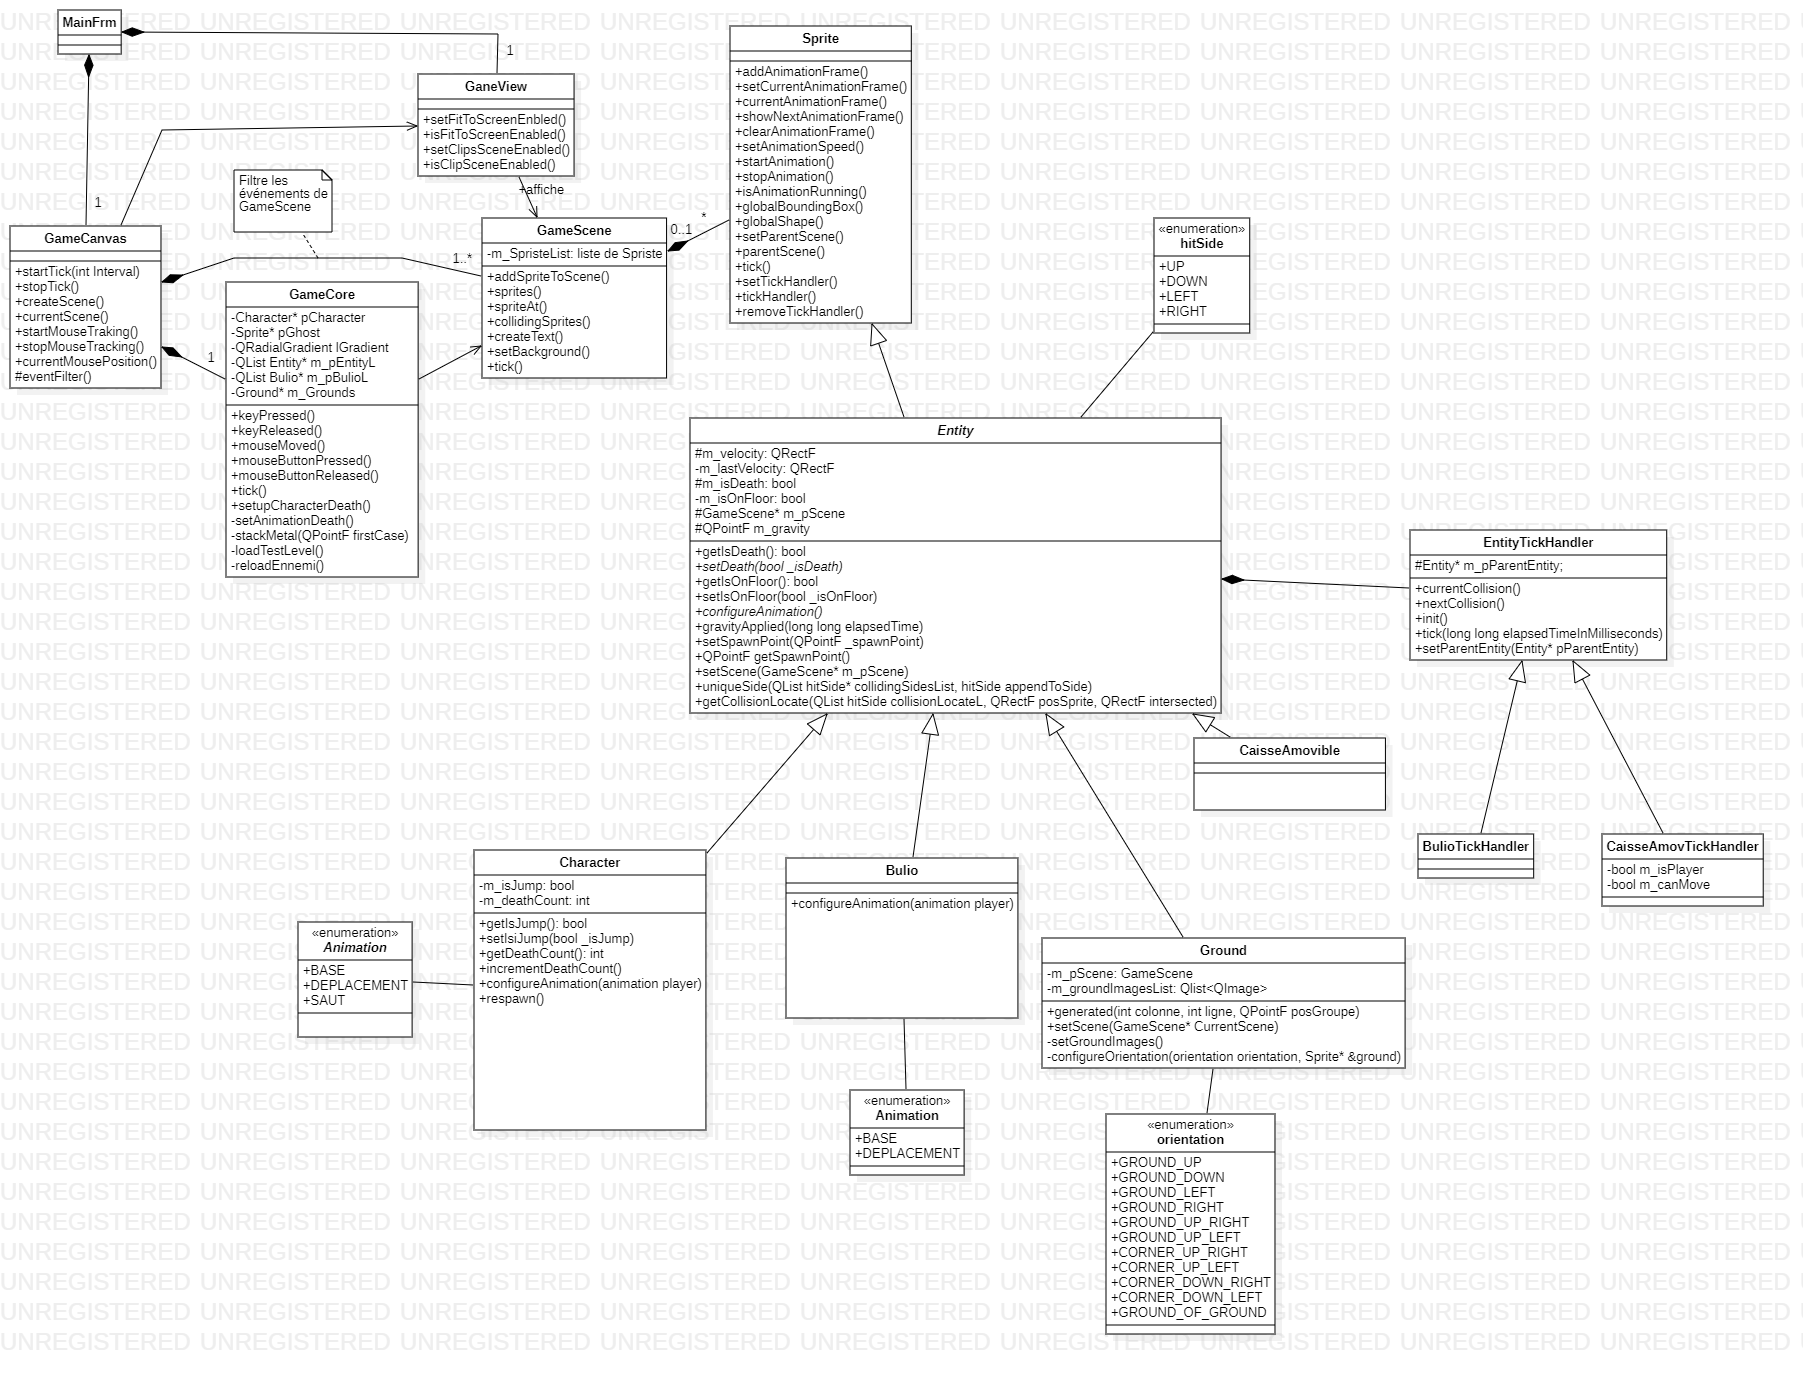 MainFrm
1
1
GaneView
+setFitToScreenEnbled()
+isFitToScreenEnabled()
+setClipsSceneEnabled()
+isClipSceneEnabled()
+affiche
Filtre les
événements de
GameScene
GameCanvas
+startTick(int Interval)
+stopTick()
+createScene()
+currentScene()
+startMouseTraking()
+stopMouseTracking()
+currentMousePosition()
#eventFilter()
1..*
1
GameCore
-Character* pCharacter
-Sprite* pGhost
-QRadialGradient lGradient
-QList Entity* m_pEntityL
-QList Bulio* m_pBulioL
-Ground* m_Grounds
+keyPressed()
+keyReleased()
+mouseMoved()
+mouseButtonPressed()
+mouseButtonReleased()
+tick()
+setupCharacterDeath()
-setAnimationDeath()
-stackMetal(QPointF firstCase)
-loadTestLevel()
-reloadEnnemi()
GameScene
-m_SpristeList: liste de Spriste
+addSpriteToScene()
+sprites()
+spriteAt()
+collidingSprites()
+createText()
+setBackground()
+tick()
0..1
*
Sprite
+addAnimationFrame()
+setCurrentAnimationFrame()
+currentAnimationFrame()
+showNextAnimationFrame()
+clearAnimationFrame()
+setAnimationSpeed()
+startAnimation()
+stopAnimation()
+isAnimationRunning()
+globalBoundingBox()
+globalShape()
+setParentScene()
+parentScene()
+tick()
+setTickHandler()
+tickHandler()
+removeTickHandler()
«enumeration»
hitSide
+UP
+DOWN
+LEFT
+RIGHT
Entity
#m_velocity: QRectF
-m_lastVelocity: QRectF
#m_isDeath: bool
-m_isOnFloor: bool
#GameScene* m_pScene
#QPointF m_gravity
+getIsDeath(): bool
+setDeath(bool _isDeath)
+getIsOnFloor(): bool
+setIsOnFloor(bool _isOnFloor)
+configureAnimation()
+gravityApplied(long long elapsedTime)
+setSpawnPoint(QPointF _spawnPoint)
+QPointF getSpawnPoint()
+setScene(GameScene* m_pScene)
+uniqueSide(QList hitSide* collidingSidesList, hitSide appendToSide)
+getCollisionLocate(QList hitSide collisionLocateL, QRectF posSprite, QRectF intersected)
EntityTickHandler
#Entity* m_pParentEntity;
+currentCollision()
+nextCollision()
+init()
+tick(long long elapsedTimeInMilliseconds)
+setParentEntity(Entity* pParentEntity)
CaisseAmovible
BulioTickHandler
CaisseAmovTickHandler
-bool m_isPlayer
-bool m_canMove
Character
-m_isJump: bool
-m_deathCount: int
+getIsJump(): bool
+setIsiJump(bool _isJump)
+getDeathCount(): int
+incrementDeathCount()
+configureAnimation(animation player)
+respawn()
«enumeration»
Animation
+BASE
+DEPLACEMENT
+SAUT
Bulio
+configureAnimation(animation player)
«enumeration»
Animation
+BASE
+DEPLACEMENT
Ground
-m_pScene: GameScene
-m_groundImagesList: Qlist<QImage>
+generated(int colonne, int ligne, QPointF posGroupe)
+setScene(GameScene* CurrentScene)
-setGroundImages()
-configureOrientation(orientation orientation, Sprite* &ground)
«enumeration»
orientation
+GROUND_UP
+GROUND_DOWN
+GROUND_LEFT
+GROUND_RIGHT
+GROUND_UP_RIGHT
+GROUND_UP_LEFT
+CORNER_UP_RIGHT
+CORNER_UP_LEFT
+CORNER_DOWN_RIGHT
+CORNER_DOWN_LEFT
+GROUND_OF_GROUND
UNREGISTERED